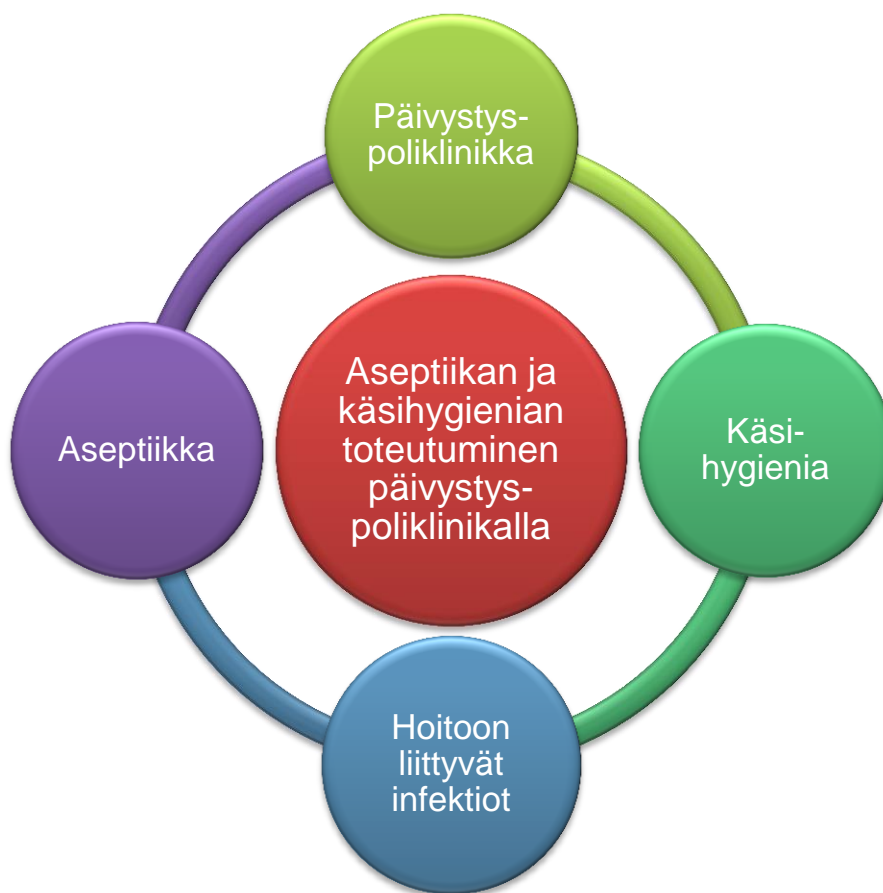 Päivystys-
poliklinikka
Aseptiikan ja
käsihygienian
toteutuminen
päivystys-
poliklinikalla
Aseptiikka
Käsi-
hygienia
Hoitoon
liittyvät
infektiot